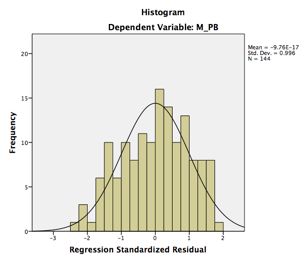 Histogram
Dependent Variable: M_PB
Mean = -9.76E-17
Std. Dev. = 0.996
N = 144
20
15
10
5
0
Frequency
-3 -2 -1 0 1 2
Regression Standardized Residual